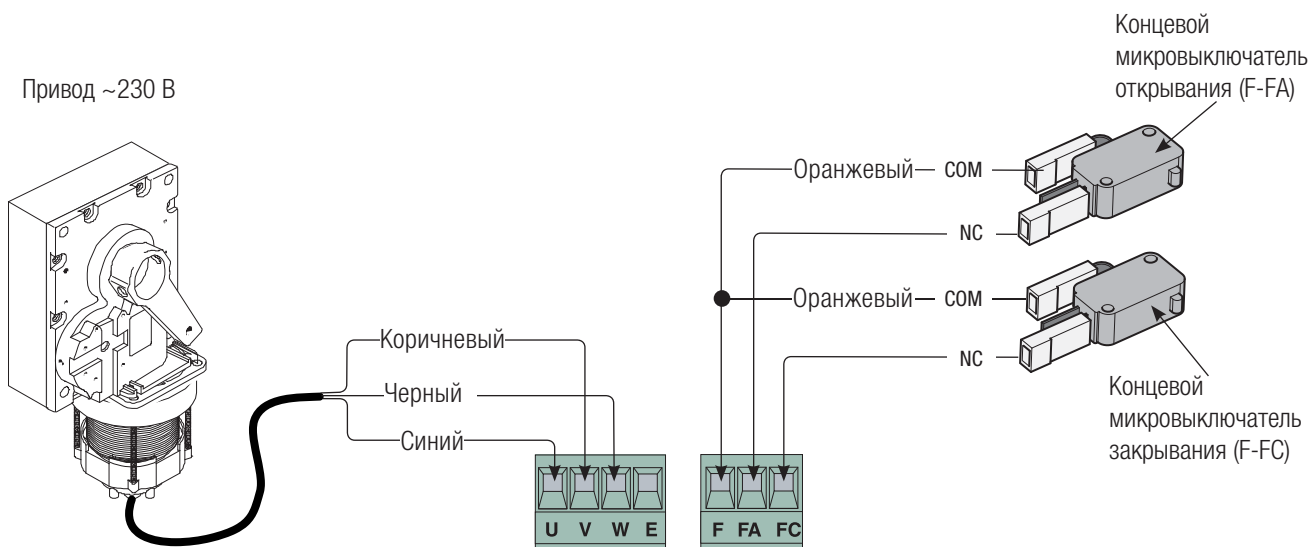 Концевой
микровыключатель
открывания (F-FA)
Привод ~230 В
Оранжевый
COM
NC
Оранжевый
COM
NC
Коричневый
Черный
Синий
Концевой
микровыключатель
закрывания (F-FC)
U V W E
F FA FC